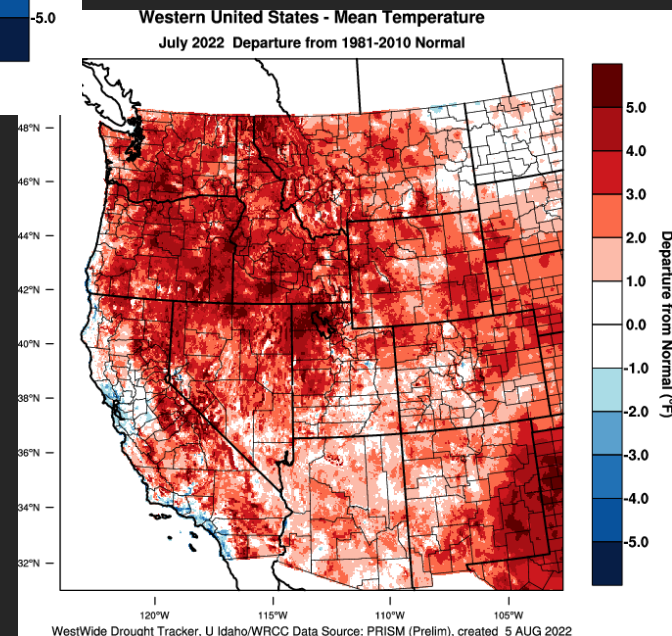 -5.0
Western United States - Mean Temperature
July 2022 Departure from 1981-2010 Normal
48°N
46°N
44°N
42°N
40°N
38°N
36°N
34°N
32°N
120°W
115°W
110°W
105°W
5.0
4.0
3.0
2.0
1.0
0.0
-1.0
-2.0
-3.0
-4.0
-5.0
Departure from Normal (°F)
WestWide Drought Tracker, U Idaho/WRCC Data Source: PRISM (Prelim), created 5 AUG 2022